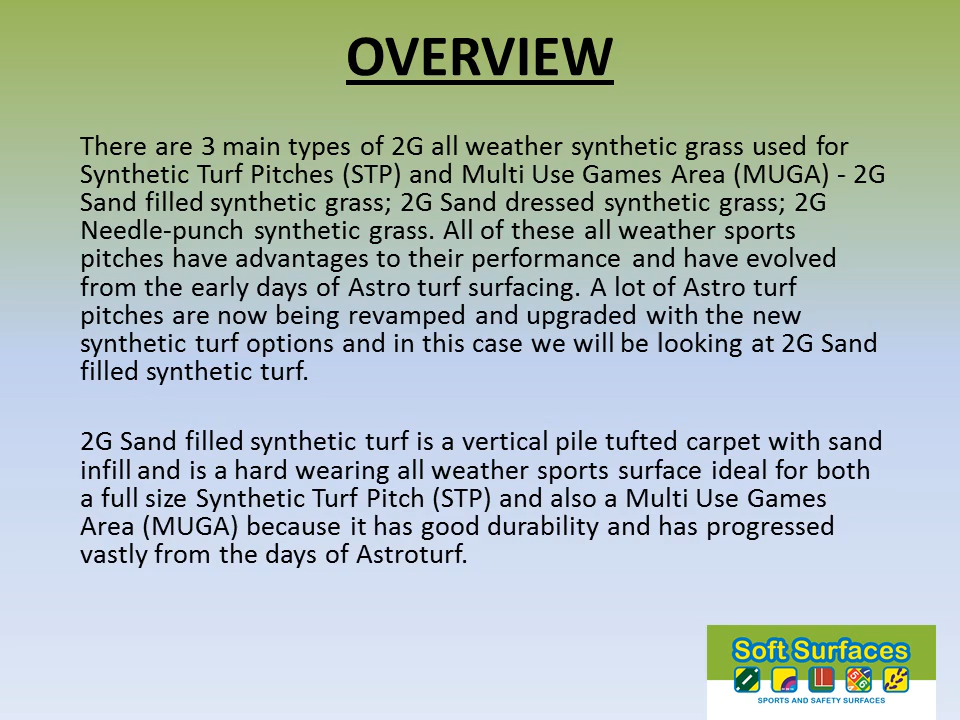 OVERVIEW
There are 3 main types of 2G all weather synthetic grass used for
Synthetic Turf Pitches (STP) and Multi Use Games Area (MUGA) - 2G
Sand filled synthetic grass; 2G Sand dressed synthetic grass; 2G
Needle-punch synthetic grass. All of these all weather sports
pitches have advantages to their performance and have evolved
from the early days of Astro turf surfacing. A lot of Astro turf
pitches are now being revamped and upgraded with the new
synthetic turf options and in this case we will be looking at 2G Sand
filled synthetic turf.
2G Sand filled synthetic turf is a vertical pile tufted carpet with sand
infill and is a hard wearing all weather sports surface ideal for both
a full size Synthetic Turf Pitch (STP) and also a Multi Use Games
Area (MUGA) because it has good durability and has progressed
vastly from the days of Astroturf.
Soft Surfaces
SPORTS AND SAFETY SURFACES